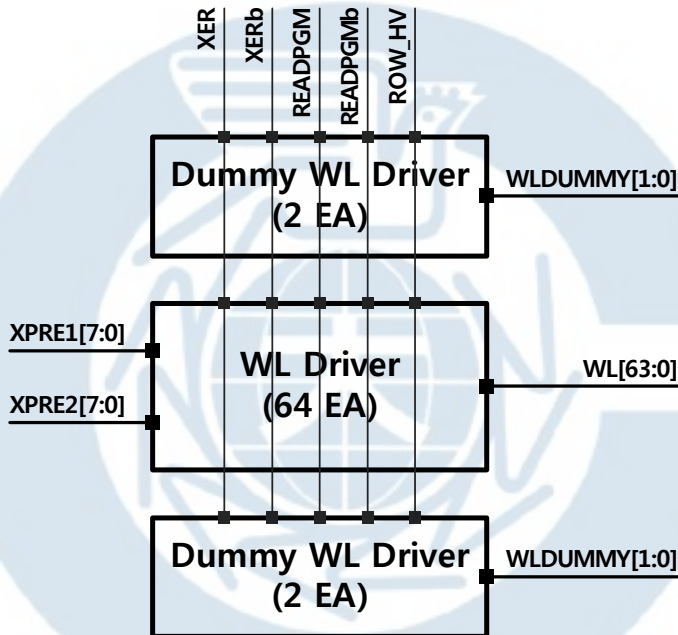 XER
XERb
READPGM
READPGMb
ROW_HV
Dummy WL Driver
(2 EA)
WLDUMMY[1:0]
XPRE1[7:0]
XPRE2[7:0]
WL Driver
(64 EA)
WL[63:0]
Dummy WL Driver
(2 EA)
WLDUMMY[1:0]